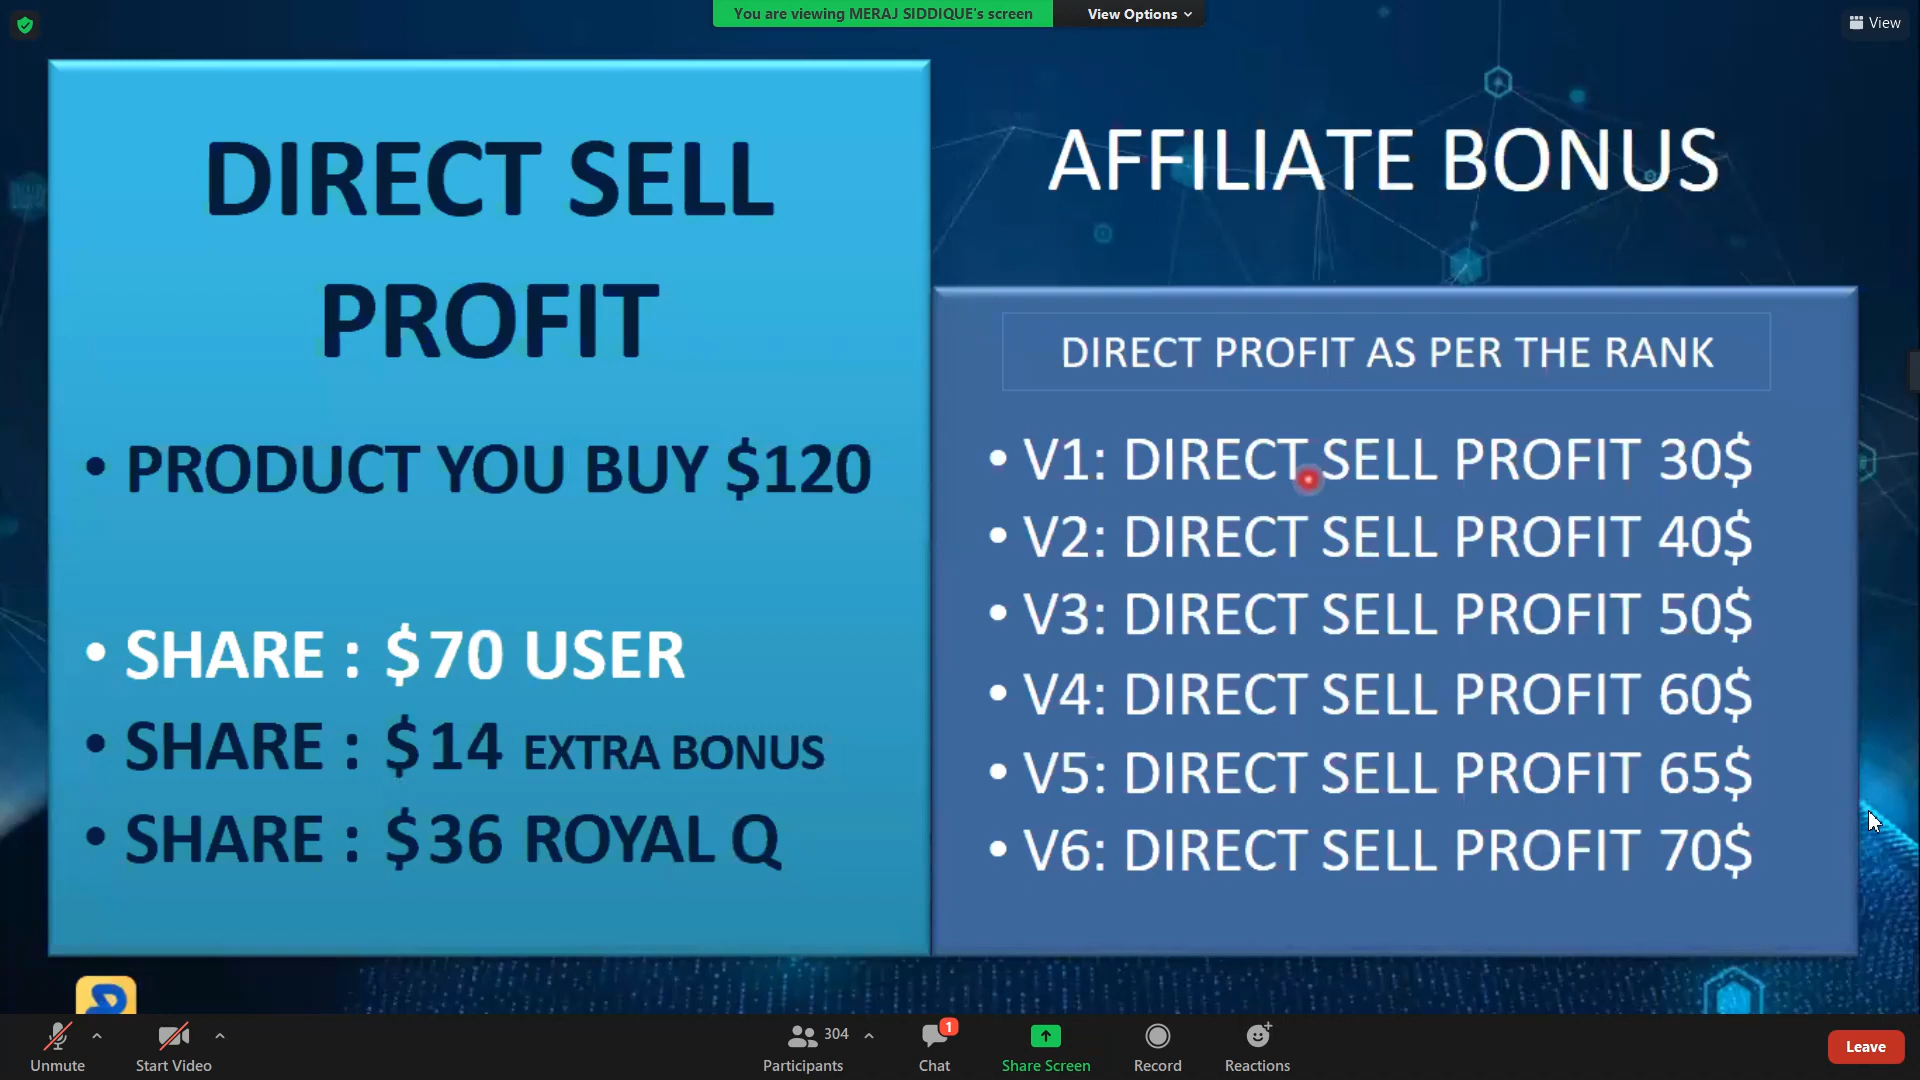 You are viewing MERAJ SIDDIQUE's screen
View Options
View
DIRECT SELL
PROFIT
• PRODUCT YOU BUY $120
• SHARE : $70 USER
• SHARE : $14 EXTRA BONUS
• SHARE : $36 ROYAL Q
AFFILIATE BONUS
DIRECT PROFIT AS PER THE RANK
• V1: DIRECT SELL PROFIT 30$
• V2: DIRECT SELL PROFIT 40$
• V3: DIRECT SELL PROFIT 50$
• V4: DIRECT SELL PROFIT 60$
• V5: DIRECT SELL PROFIT 65$
• V6: DIRECT SELL PROFIT 70$
Unmute
Start Video
304
Participants
1
Chat
Share Screen
Record
Reactions
Leave